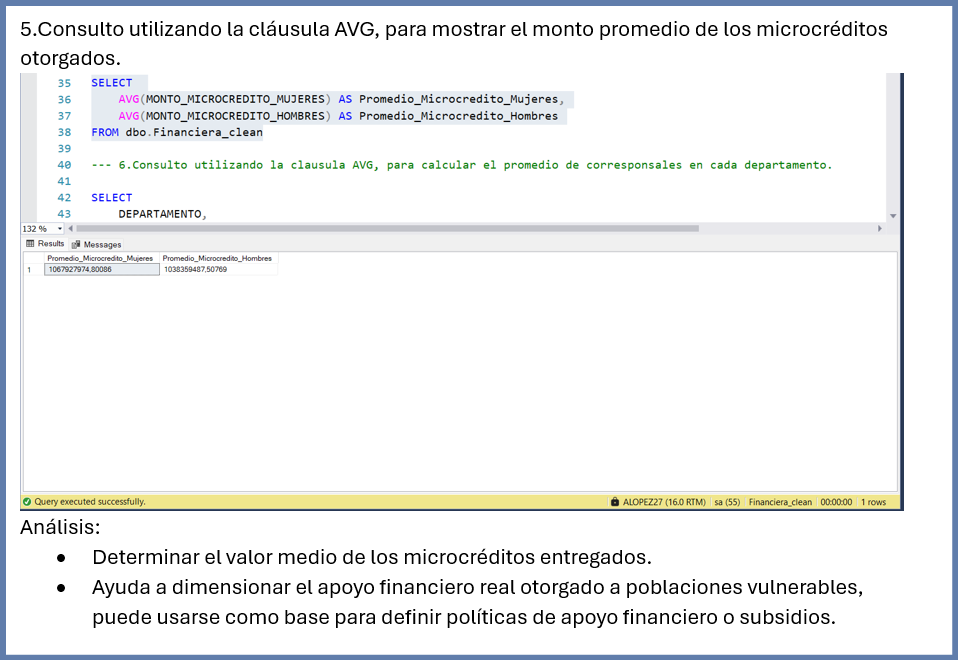 5.Consulto utilizando la cláusula AVG, para mostrar el monto promedio de los microcréditos
otorgados.
35 SELECT
36 AVG(MONTO_MICROCREDITO_MUJERES) AS Promedio_Microcredito_Mujeres,
37 AVG(MONTO_MICROCREDITO_HOMBRES) AS Promedio_Microcredito_Hombres
38 FROM dbo.Financiera_clean
39
40 --- 6.Consulto utilizando la clausula AVG, para calcular el promedio de corresponsales en cada departamento.
41
42 SELECT
43 DEPARTAMENTO,
132 %
Results Messages
Promedio_Microcredito_Mujeres Promedio_Microcredito_Hombres
1 1067927974,80086 1038359487,50769
Query executed successfully. ALOPEZ27 (16.0 RTM) sa (55) Financiera_clean 00:00:00 1 rows
Análisis:
• Determinar el valor medio de los microcréditos entregados.
• Ayuda a dimensionar el apoyo financiero real otorgado a poblaciones vulnerables,
puede usarse como base para definir políticas de apoyo financiero o subsidios.